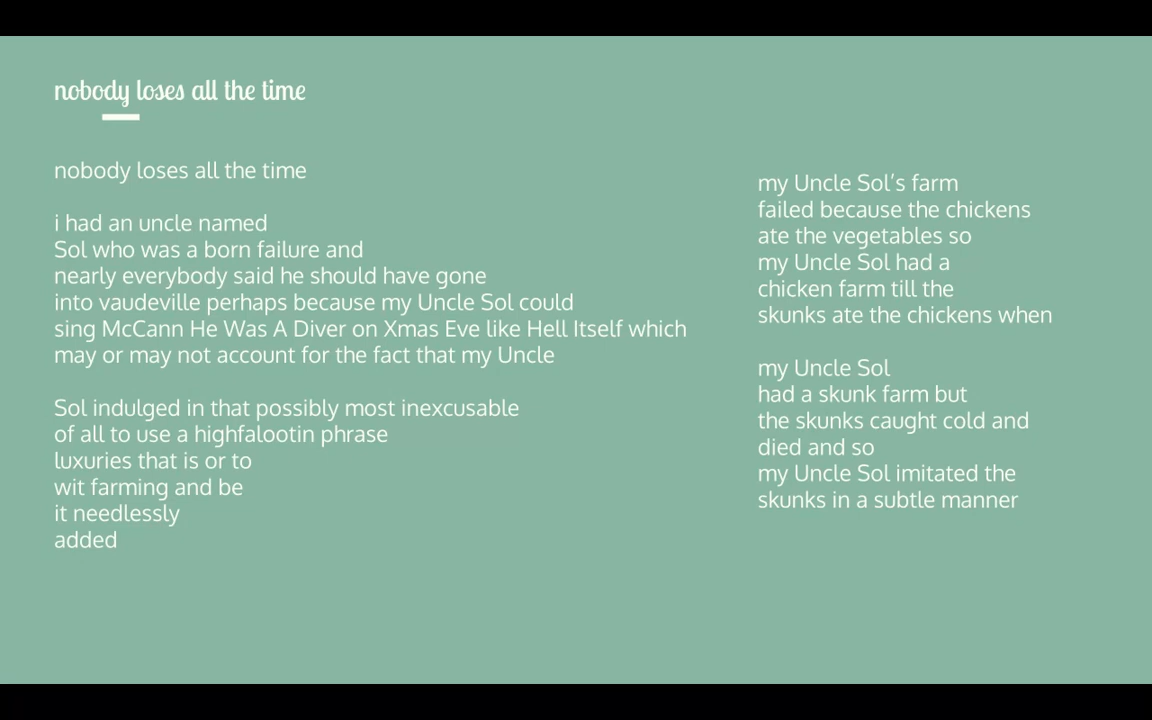 nobody loses all the time
nobody loses all the time
i had an uncle named
Sol who was a born failure and
nearly everybody said he should have gone
into vaudeville perhaps because my Uncle Sol could
sing McCann He Was A Diver on Xmas Eve like Hell Itself which
may or may not account for the fact that my Uncle
Sol indulged in that possibly most inexcusable
of all to use a highfalootin phrase
luxuries that is or to
wit farming and be
it needlessly
added
my Uncle Sol’s farm
failed because the chickens
ate the vegetables so
my Uncle Sol had a
chicken farm till the
skunks ate the chickens when
my Uncle Sol
had a skunk farm but
the skunks caught cold and
died and so
my Uncle Sol imitated the
skunks in a subtle manner